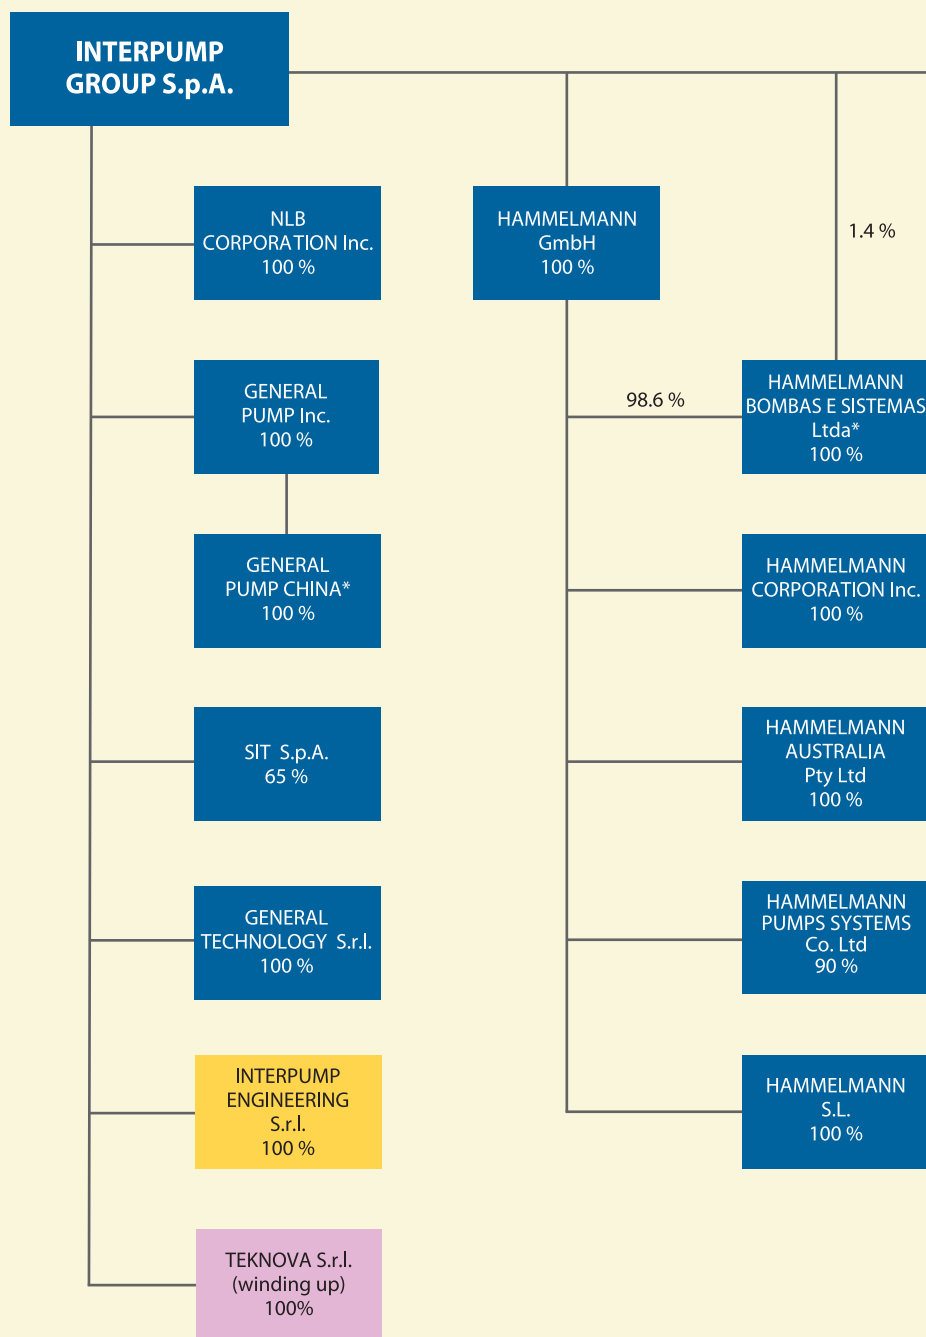 INTERPUMP
GROUP S.p.A.
NLB
CORPORATION Inc.
100 %
GENERAL
PUMP Inc.
100 %
GENERAL
PUMP CHINA*
100 %
SIT S.p.A.
65 %
GENERAL
TECHNOLOGY S.r.l.
100 %
INTERPUMP
ENGINEERING
S.r.l.
100 %
TEKNOVA S.r.l.
(winding up)
100%
HAMMELMANN
GmbH
100 %
1.4 %
98.6 %
HAMMELMANN
BOMBAS E SISTEMAS
Ltda*
100 %
HAMMELMANN
CORPORATION Inc.
100 %
HAMMELMANN
AUSTRALIA
Pty Ltd
100 %
HAMMELMANN
PUMPS SYSTEMS
Co. Ltd
90 %
HAMMELMANN
S.L.
100 %